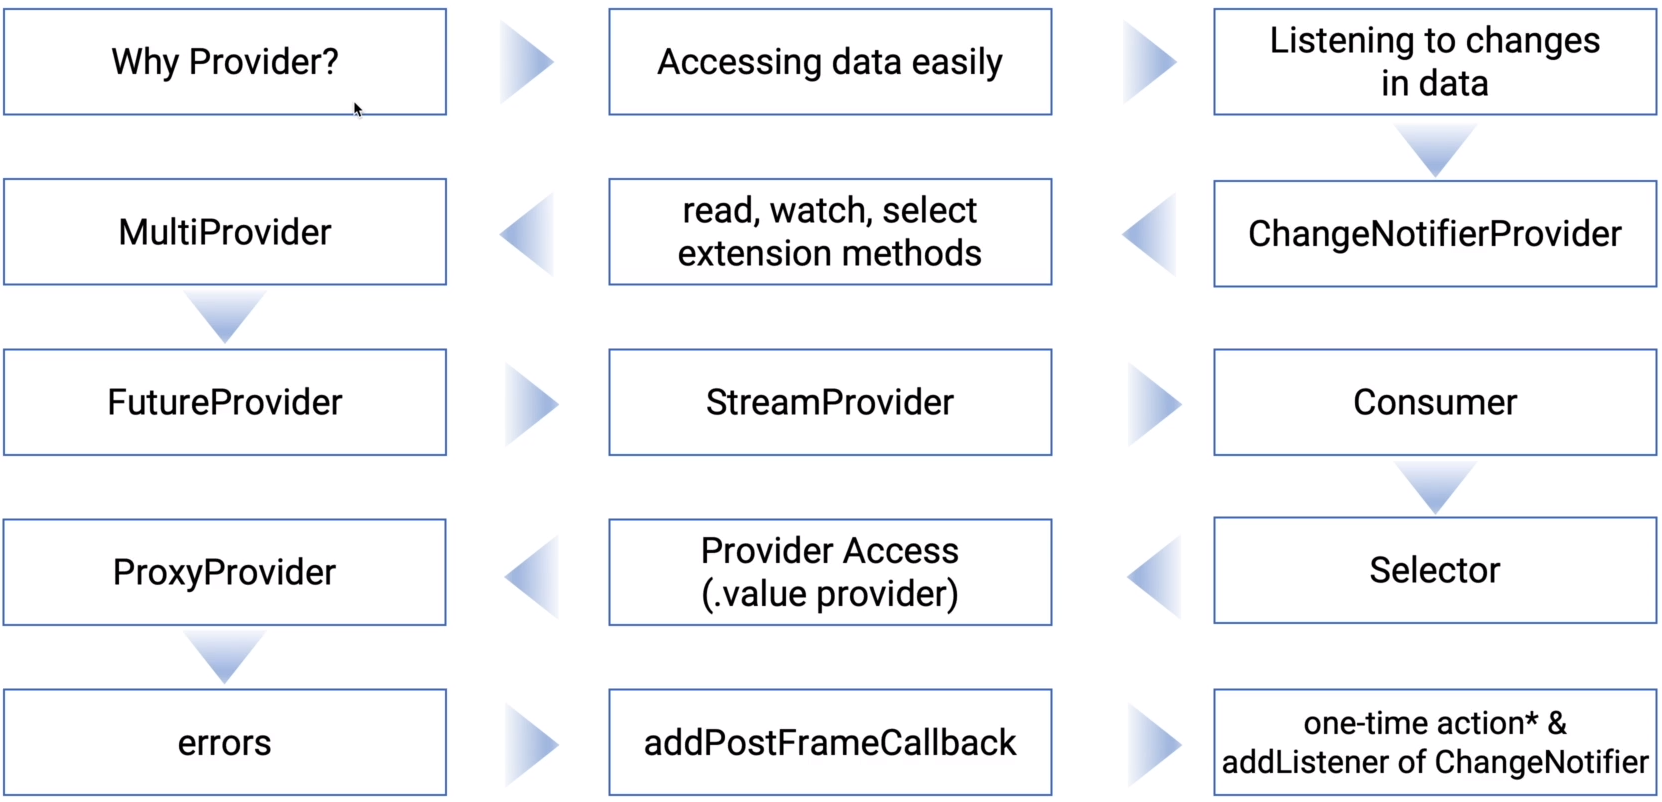 Why Provider?
Accessing data easily
Listening to changes
in data
ChangeNotifierProvider
read, watch, select
extension methods
MultiProvider
FutureProvider
StreamProvider
Consumer
Selector
Provider Access
(.value provider)
ProxyProvider
errors
addPostFrameCallback
one-time action* &
addListener of ChangeNotifier